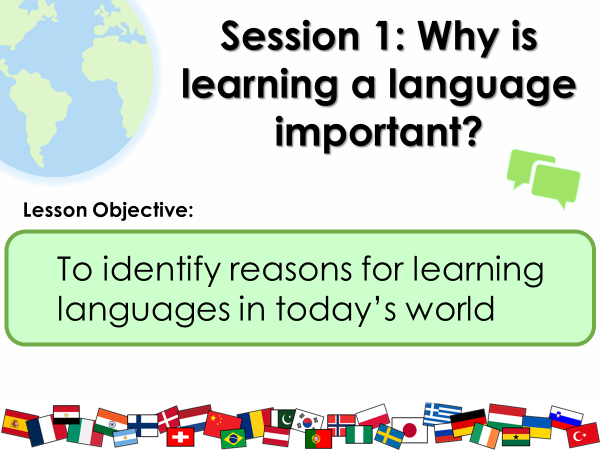 Session 1: Why is
learning a language
important?
Lesson Objective:
To identify reasons for learning
languages in today's world